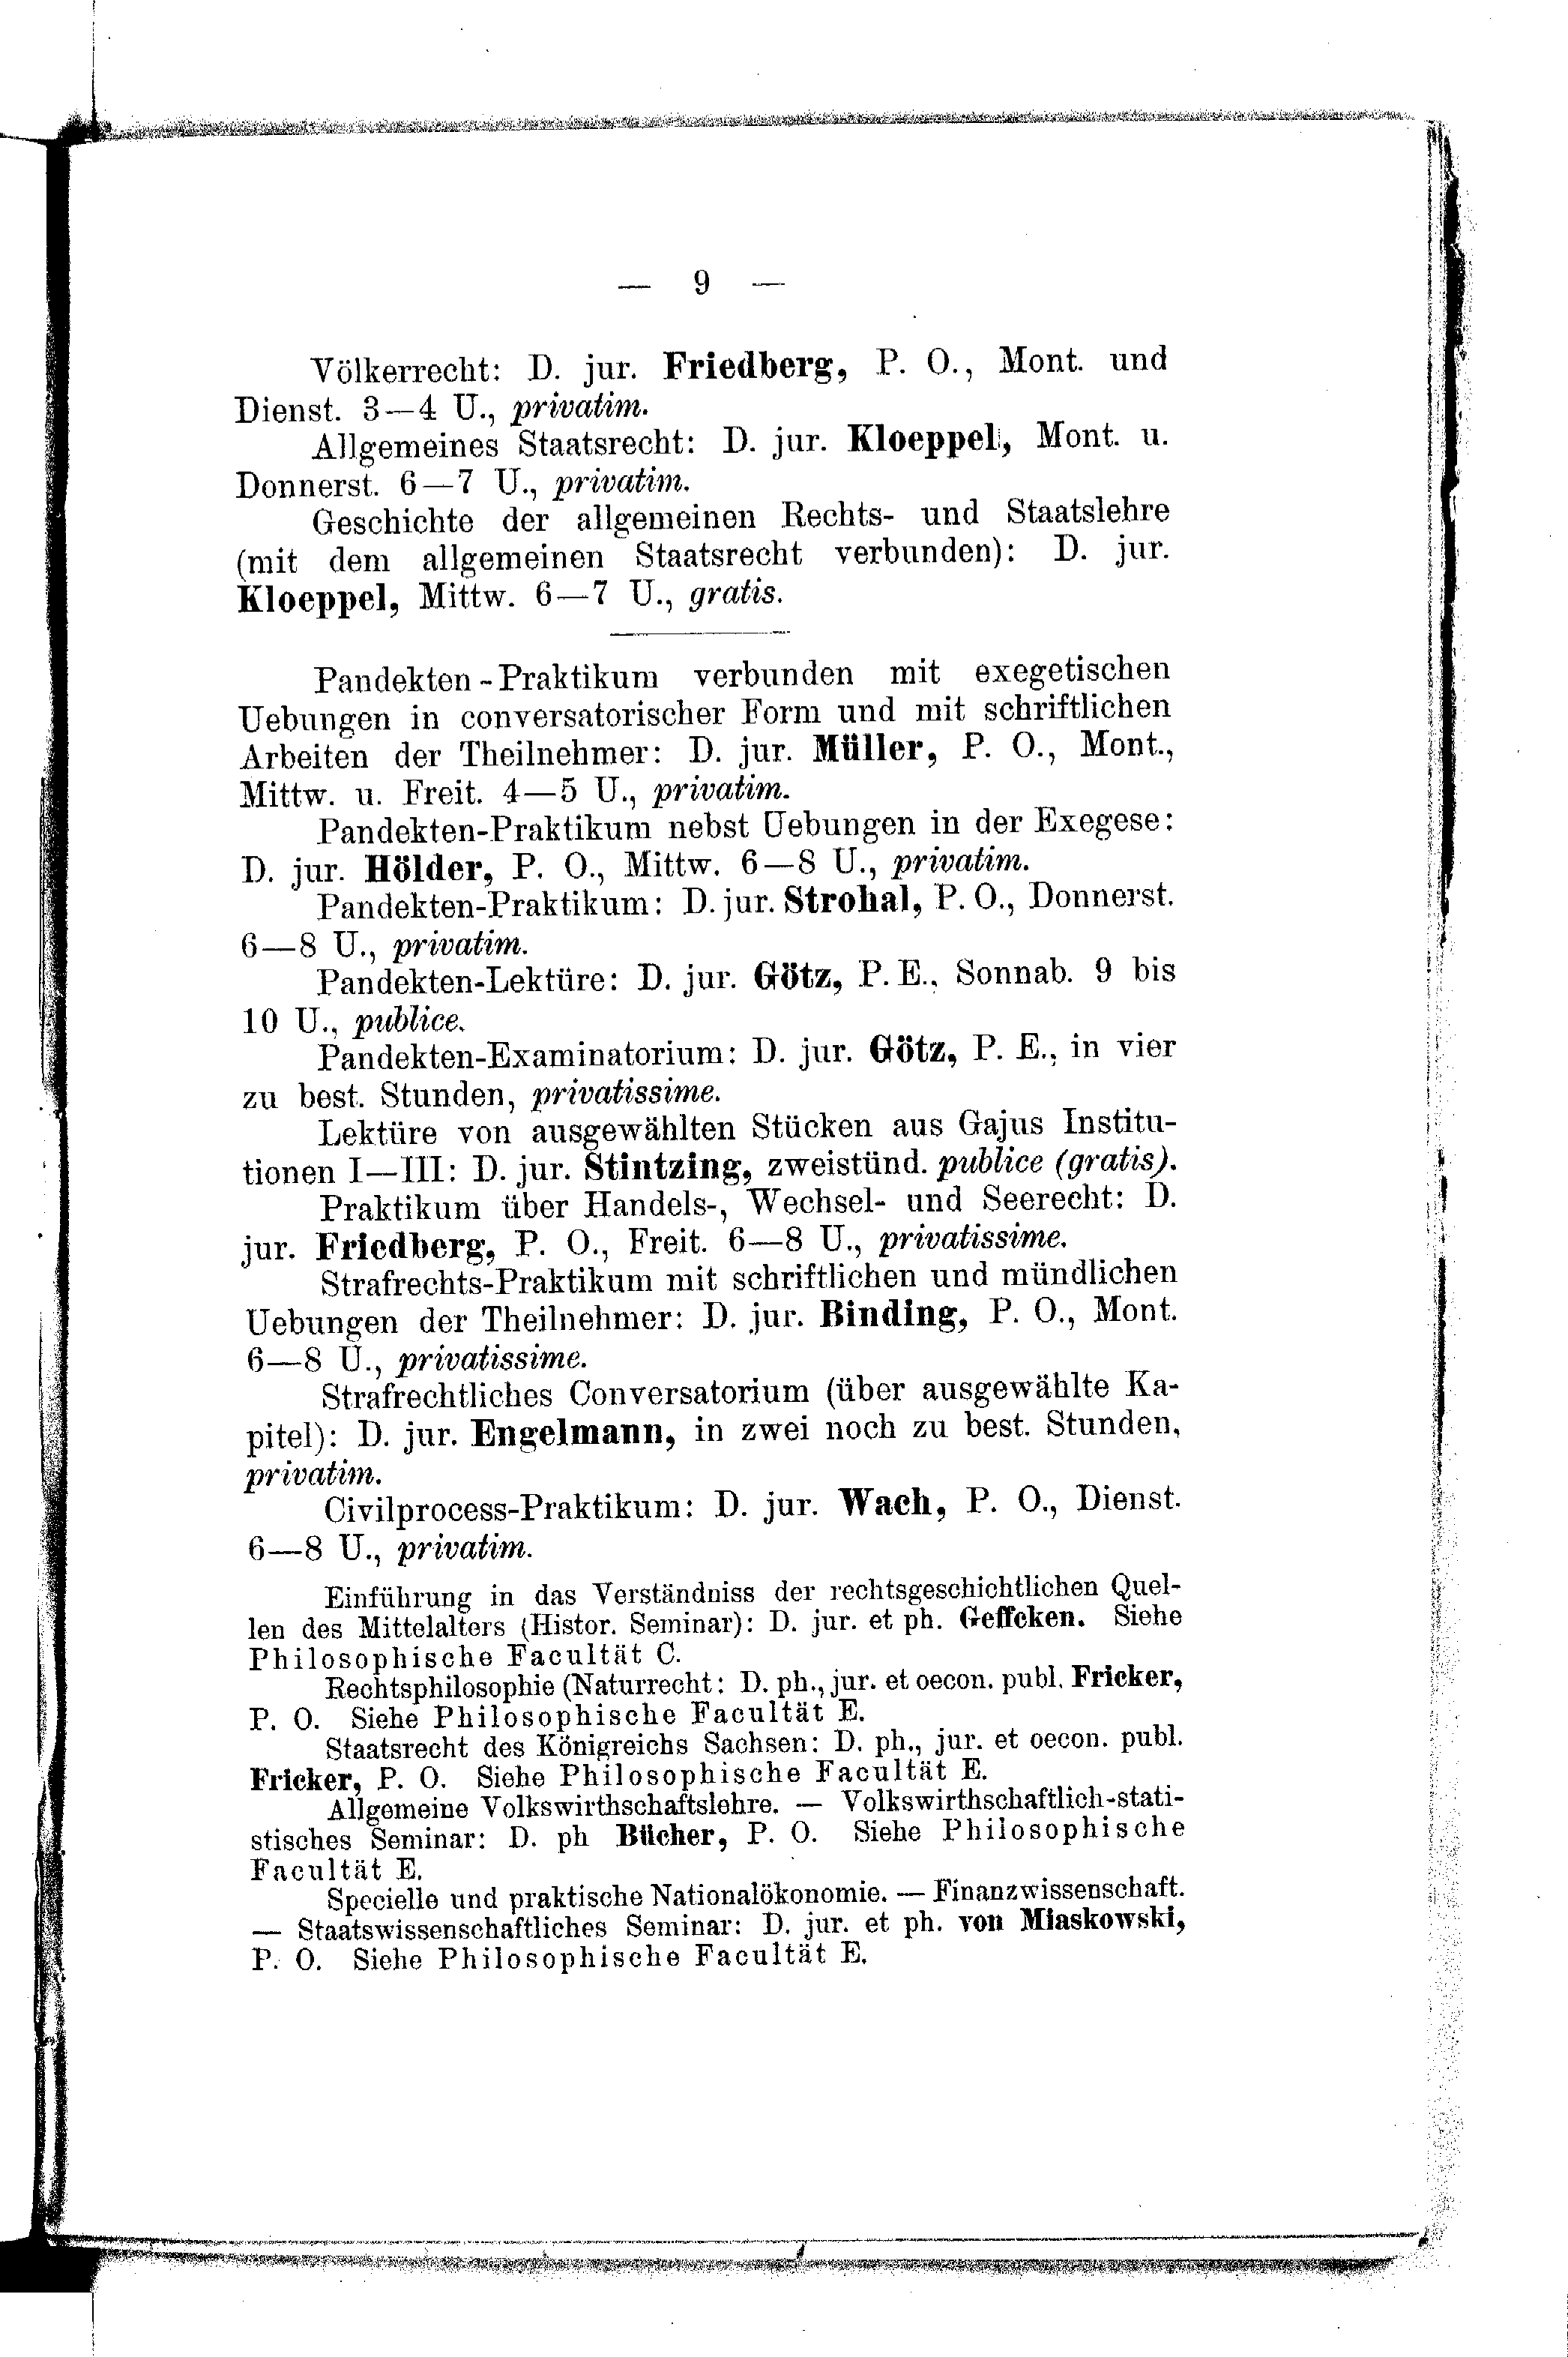 — 9 —
Völkerrecht: D. jur. Friedberg, P. O., Mont. und
Dienst. 3—4 U., privatim.
Allgemeines Staatsrecht: D. jur. Kloeppel, Mont. u.
Donnerst. 6—7 U., privatim.
Geschichte der allgemeinen Rechts- und Staatslehre
(mit dem allgemeinen Staatsrecht verbunden): D. jur.
Kloeppel, Mittw. 6—7 U., gratis.
Pandekten-Praktikum verbunden mit exegetischen
Uebungen in conversatorischer Form und mit schriftlichen
Arbeiten der Theilnehmer: D. jur. Müller, P. O., Mont.,
Mittw. u. Freit. 4—5 U., privatim.
Pandekten-Praktikum nebst Uebungen in der Exegese:
D. jur. Hölder, P. O., Mittw. 6—8 U., privatim.
Pandekten-Praktikum: D. jur. Strohal, P. O., Donnerst.
6—8 U., privatim.
Pandekten-Lektüre: D. jur. Götz, P. E., Sonnab. 9 bis
10 U., publice.
Pandekten-Examinatorium: D. jur. Götz, P. E., in vier
zu best. Stunden, privatissime.
Lektüre von ausgewählten Stücken aus Gajus Institu-
tionen I—III: D. jur. Stintzing, zweistünd. publice (gratis).
Praktikum über Handels-, Wechsel- und Seerecht: D.
jur. Friedberg, P. O., Freit. 6—8 U., privatissime.
Strafrechts-Praktikum mit schriftlichen und mündlichen
Uebungen der Theilnehmer: D. jur. Binding, P. O., Mont.
6—8 U., privatissime.
Strafrechtliches Conversatorium (über ausgewählte Ka-
pitel): D. jur. Engelmann, in zwei noch zu best. Stunden,
privatim.
Civilprocess-Praktikum: D. jur. Wach, P. O., Dienst.
6—8 U., privatim.
Einführung in das Verständniss der rechtsgeschichtlichen Quel-
len des Mittelalters (Histor. Seminar): D. jur. et ph. Geffcken. Siehe
Philosophische Facultät C.
Rechtsphilosophie (Naturrecht: D. ph., jur. et oecon. publ. Fricker,
P. O. Siehe Philosophische Facultät E.
Staatsrecht des Königreichs Sachsen: D. ph., jur. et oecon. publ.
Fricker, P. O. Siehe Philosophische Facultät E.
Allgemeine Volkswirthschaftslehre. — Volkswirthschaftlich-stati-
stisches Seminar: D. ph Bücher, P. O. Siehe Philosophische
Facultät E.
Specielle und praktische Nationalökonomie. — Finanzwissenschaft.
— Staatswissenschaftliches Seminar: D. jur. et ph. von Miaskowski,
P. O. Siehe Philosophische Facultät E.